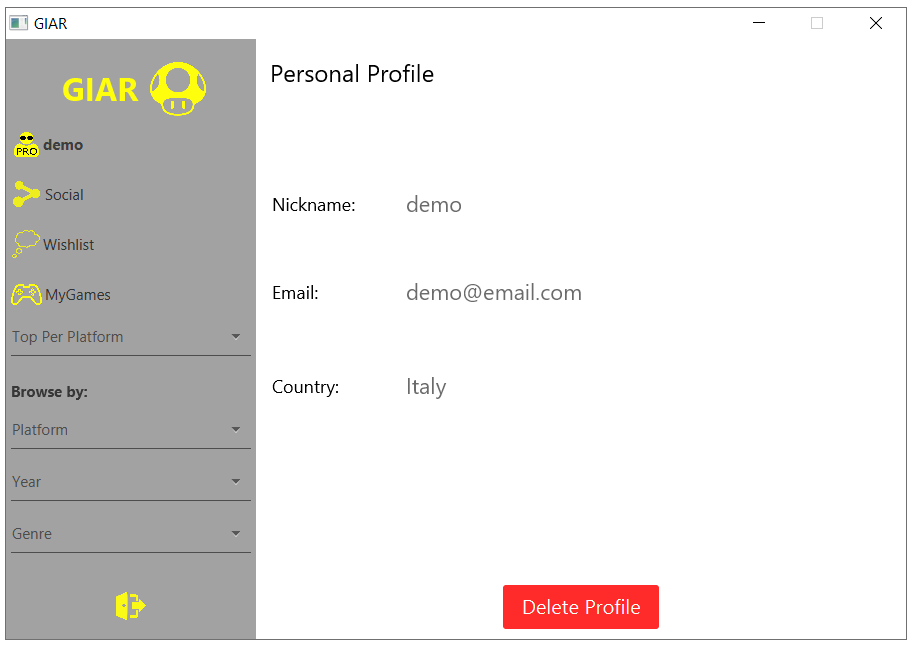 GIAR
GIAR
PRO demo
Social
Wishlist
MyGames
Top Per Platform
Browse by:
Platform
Year
Genre
Personal Profile
Nickname: demo
Email: demo@email.com
Country: Italy
Delete Profile